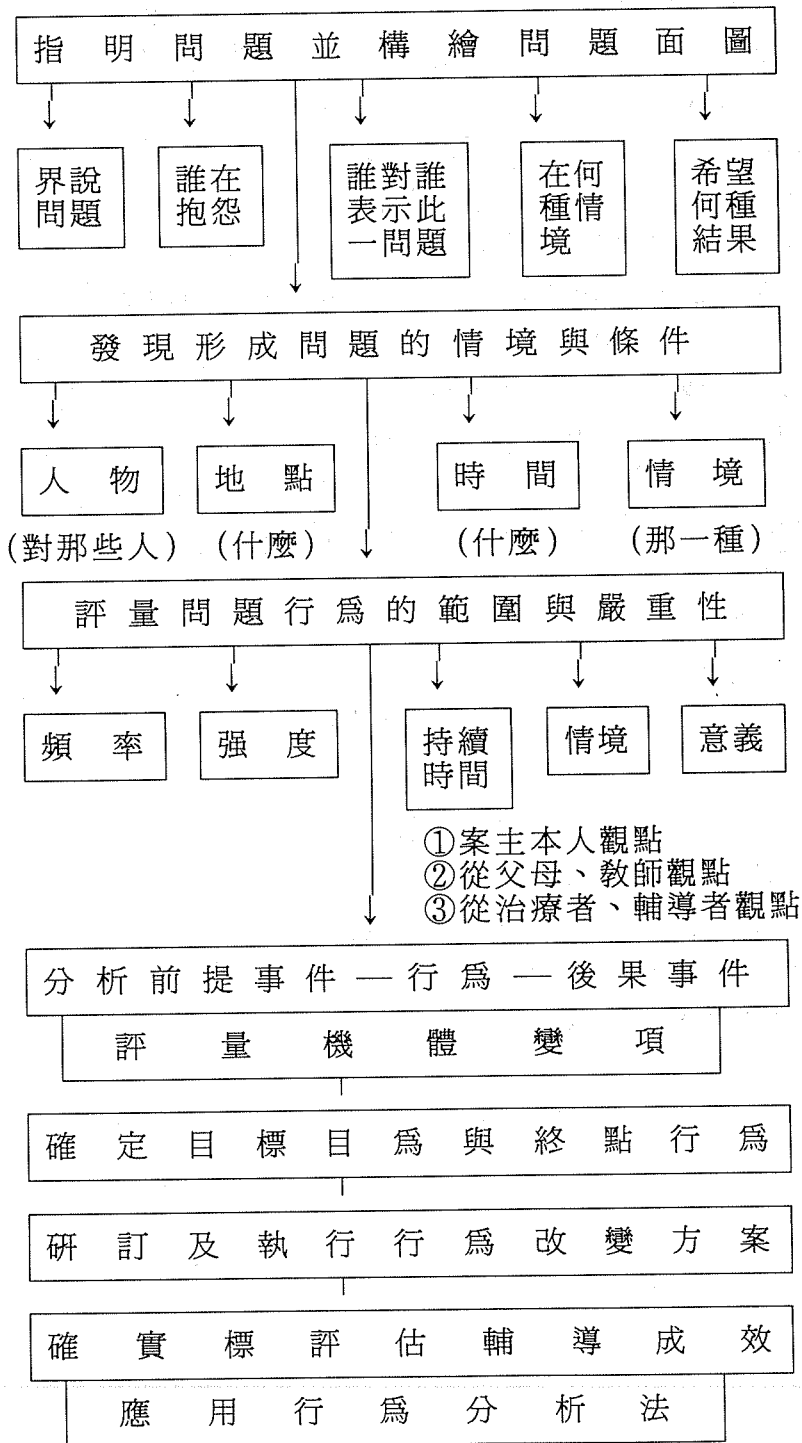 指明問題並構繪問題面圖
界說
問題
誰在
抱怨
誰對誰
表示此
一問題
在何
種情
境
希望
何種
結果
發現形成問題的情境與條件
人物
地點
時間
情境
(對那些人)
(什麼)
(什麼)
(那一種)
評量問題行為的範圍與嚴重性
頻率
强度
持續
時間
情境
意義
①案主本人觀點
②從父母、教師觀點
③從治療者、輔導者觀點
分析前提事件—行為—後果事件
評量機體變項
確定目標目為與終點行為
研訂及執行行為改變方案
確實標評估輔導成效
應用行為分析法